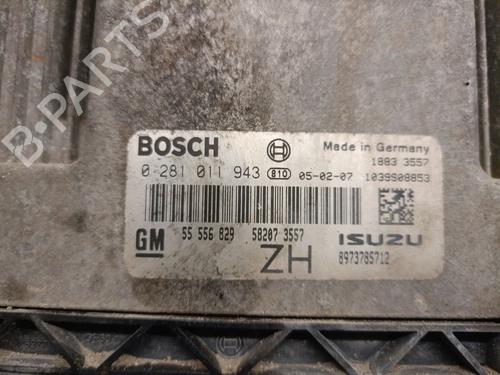 B-PARTS
BOSCH
Made in Germany
1883 3557
0 281 011 943 810 05-02-07 1039S08853
GM 55 556 829 58207 3557 ISUZU
ZH 8973785712